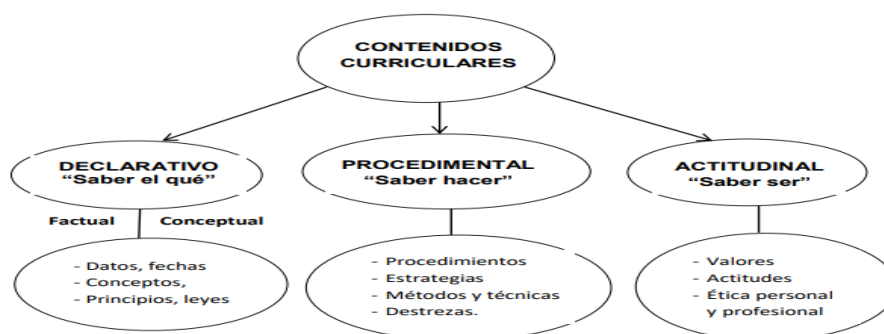 CONTENIDOS
CURRICULARES
DECLARATIVO
“Saber el qué”
PROCEDIMENTAL
“Saber hacer”
ACTITUDINAL
“Saber ser”
Factual
Conceptual
- Datos, fechas
- Conceptos,
- Principios, leyes
- Procedimientos
- Estrategias
- Métodos y técnicas
- Destrezas.
- Valores
- Actitudes
- Ética personal
y profesional